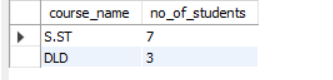 course_name no_of_students
S.ST 7
DLD 3